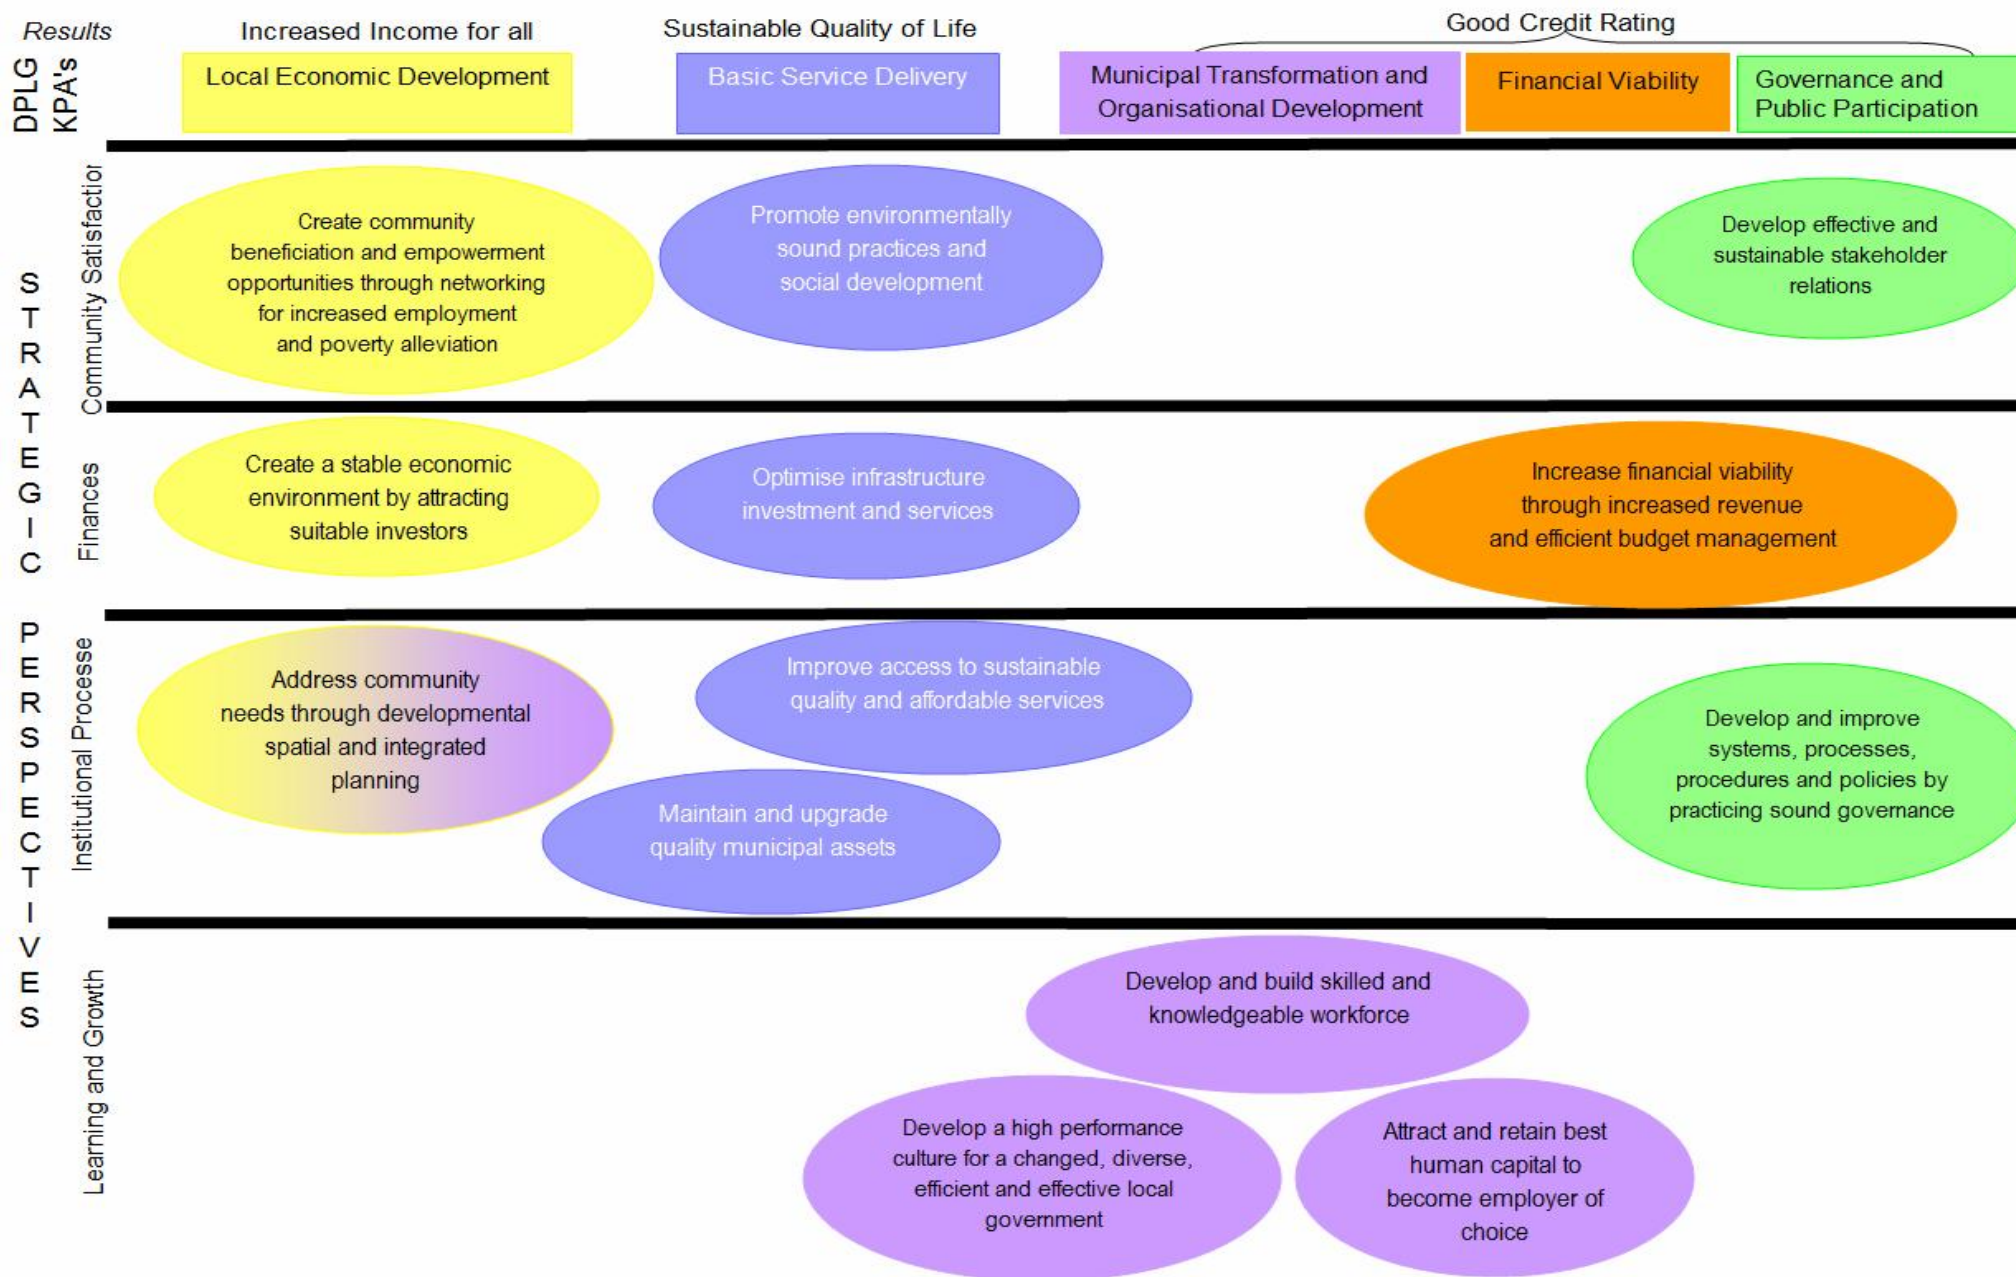 Results
Increased Income for all
Sustainable Quality of Life
Good Credit Rating
DPLG
KPA's
Local Economic Development
Basic Service Delivery
Municipal Transformation and
Organisational Development
Financial Viability
Governance and
Public Participation
STRATEGIC
PERSPECTIVES
Community Satisfaction
Create community
beneficiation and empowerment
opportunities through networking
for increased employment
and poverty alleviation
Promote environmentally
sound practices and
social development
Develop effective and
sustainable stakeholder
relations
Finances
Create a stable economic
environment by attracting
suitable investors
Optimise infrastructure
investment and services
Increase financial viability
through increased revenue
and efficient budget management
Institutional Processe
Address community
needs through developmental
spatial and integrated
planning
Improve access to sustainable
quality and affordable services
Maintain and upgrade
quality municipal assets
Develop and improve
systems, processes,
procedures and policies by
practicing sound governance
Learning and Growth
Develop and build skilled and
knowledgeable workforce
Develop a high performance
culture for a changed, diverse,
efficient and effective local
government
Attract and retain best
human capital to
become employer of
choice